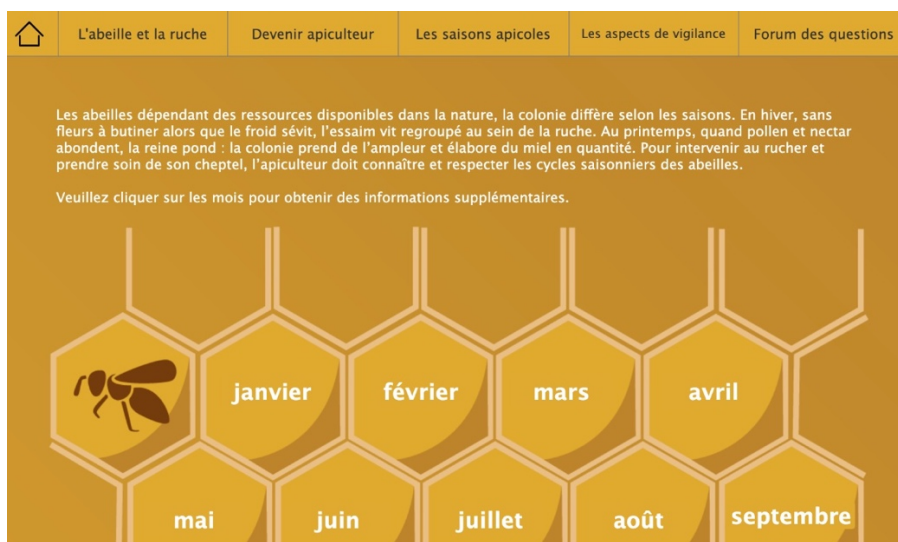 L'abeille et la ruche
Devenir apiculteur
Les saisons apicoles
Les aspects de vigilance
Forum des questions
Les abeilles dépendant des ressources disponibles dans la nature, la colonie diffère selon les saisons. En hiver, sans
fleurs à butiner alors que le froid sévit, l'essaim vit regroupé au sein de la ruche. Au printemps, quand pollen et nectar
abondent, la reine pond : la colonie prend de l'ampleur et élabore du miel en quantité. Pour intervenir au rucher et
prendre soin de son cheptel, l'apiculteur doit connaître et respecter les cycles saisonniers des abeilles.
Veuillez cliquer sur les mois pour obtenir des informations supplémentaires.
janvier
février
mars
avril
mai
juin
juillet
août
septembre